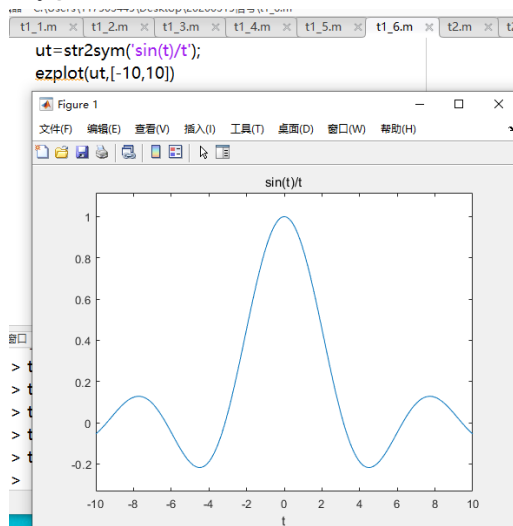 t1_1.m × t1_2.m × t1_3.m × t1_4.m × t1_5.m × t1_6.m × t2.m ×
ut=str2sym('sin(t)/t');
ezplot(ut,[-10,10])
Figure 1
文件(F) 编辑(E) 查看(V) 插入(I) 工具(T) 桌面(D) 窗口(W) 帮助(H)
sin(t)/t
1
0.8
0.6
0.4
0.2
0
-0.2
-10 -8 -6 -4 -2 0 2 4 6 8 10
t
窗口
> t
> t
> t
> t
> t
>